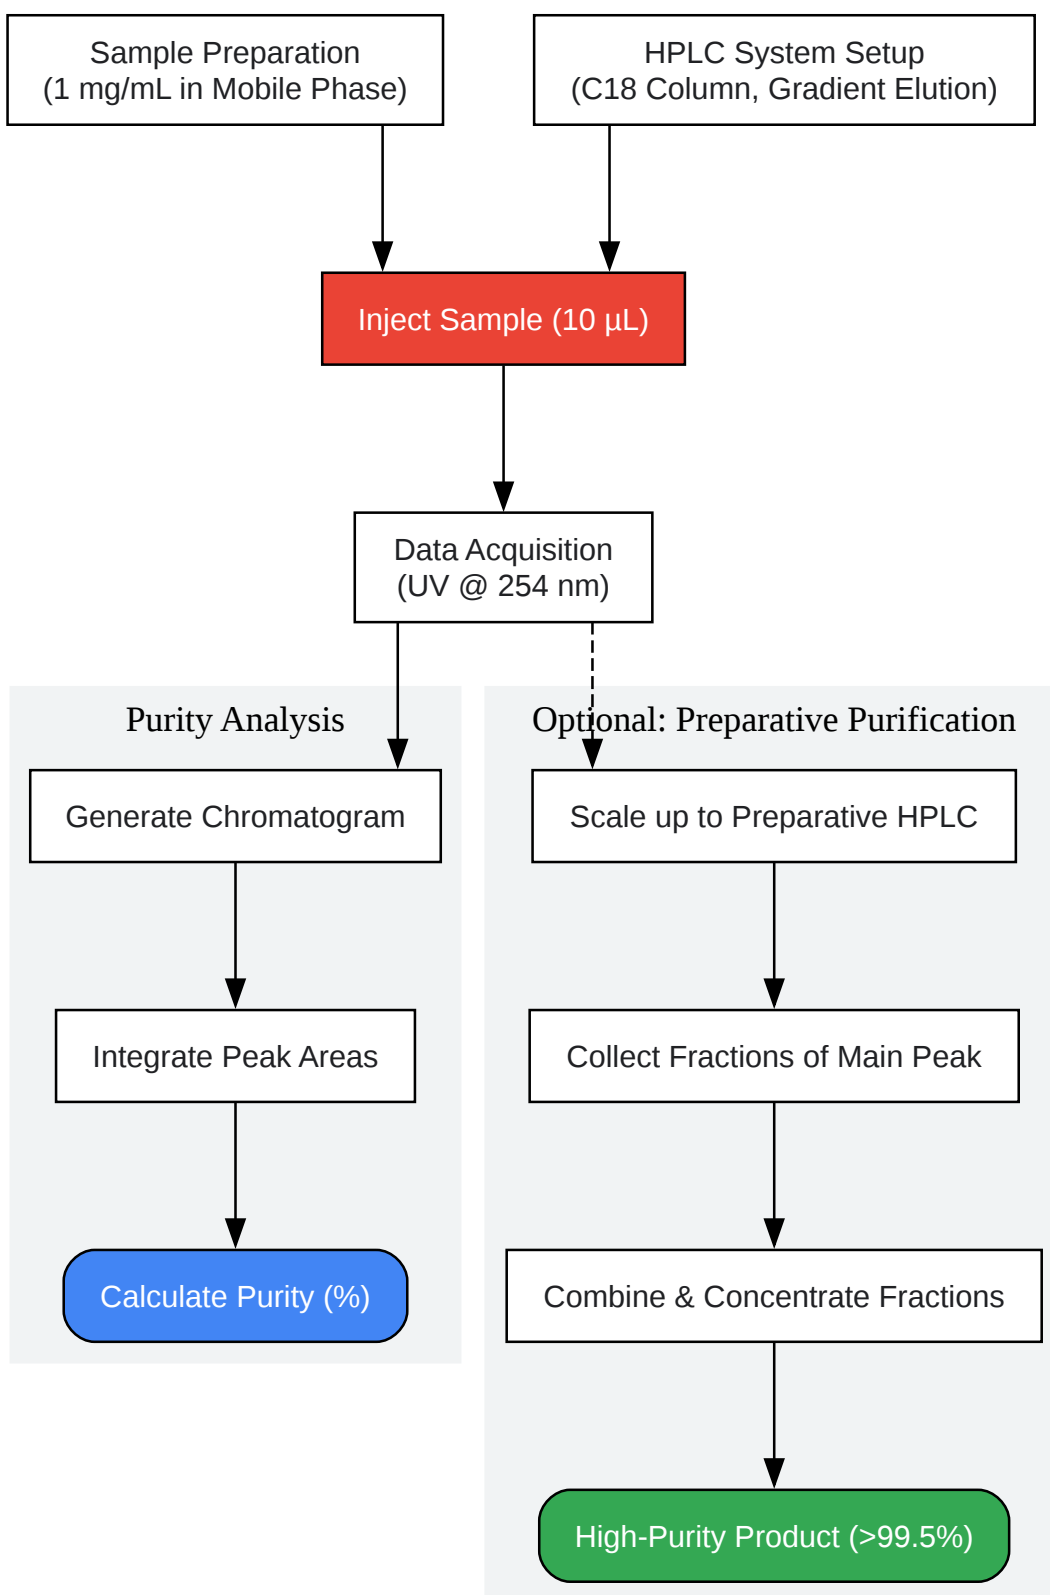 Sample Preparation
(1 mg/mL in Mobile Phase)
HPLC System Setup
(C18 Column, Gradient Elution)
Inject Sample (10 µL)
Data Acquisition
(UV @ 254 nm)
Purity Analysis
Generate Chromatogram
Integrate Peak Areas
Calculate Purity (%)
Optional: Preparative Purification
Scale up to Preparative HPLC
Collect Fractions of Main Peak
Combine & Concentrate Fractions
High-Purity Product (>99.5%)